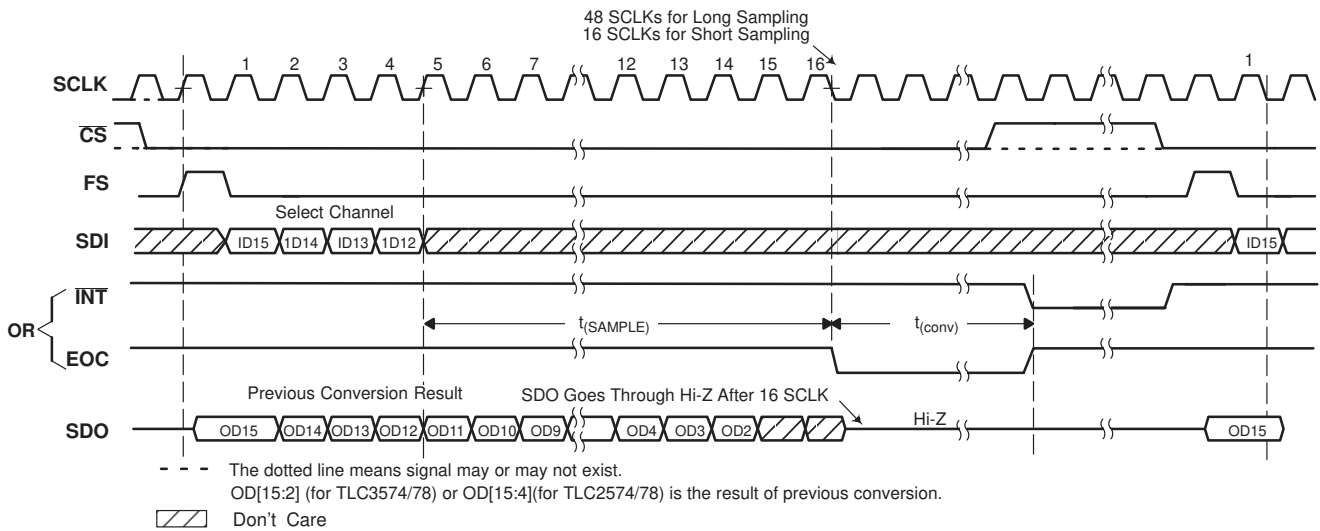 48 SCLKs for Long Sampling
16 SCLKs for Short Sampling
1 2 3 4 5 6 7 12 13 14 15 16 1
SCLK
CS
FS
Select Channel
SDI ID15 1D14 ID13 1D12 ID15
INT
OR
t(SAMPLE) t(conv)
EOC
Previous Conversion Result SDO Goes Through Hi-Z After 16 SCLK
Hi-Z
SDO OD15 OD14 OD13 OD12 OD11 OD10 OD9 OD4 OD3 OD2 OD15
The dotted line means signal may or may not exist.
OD[15:2] (for TLC3574/78) or OD[15:4](for TLC2574/78) is the result of previous conversion.
Don't Care